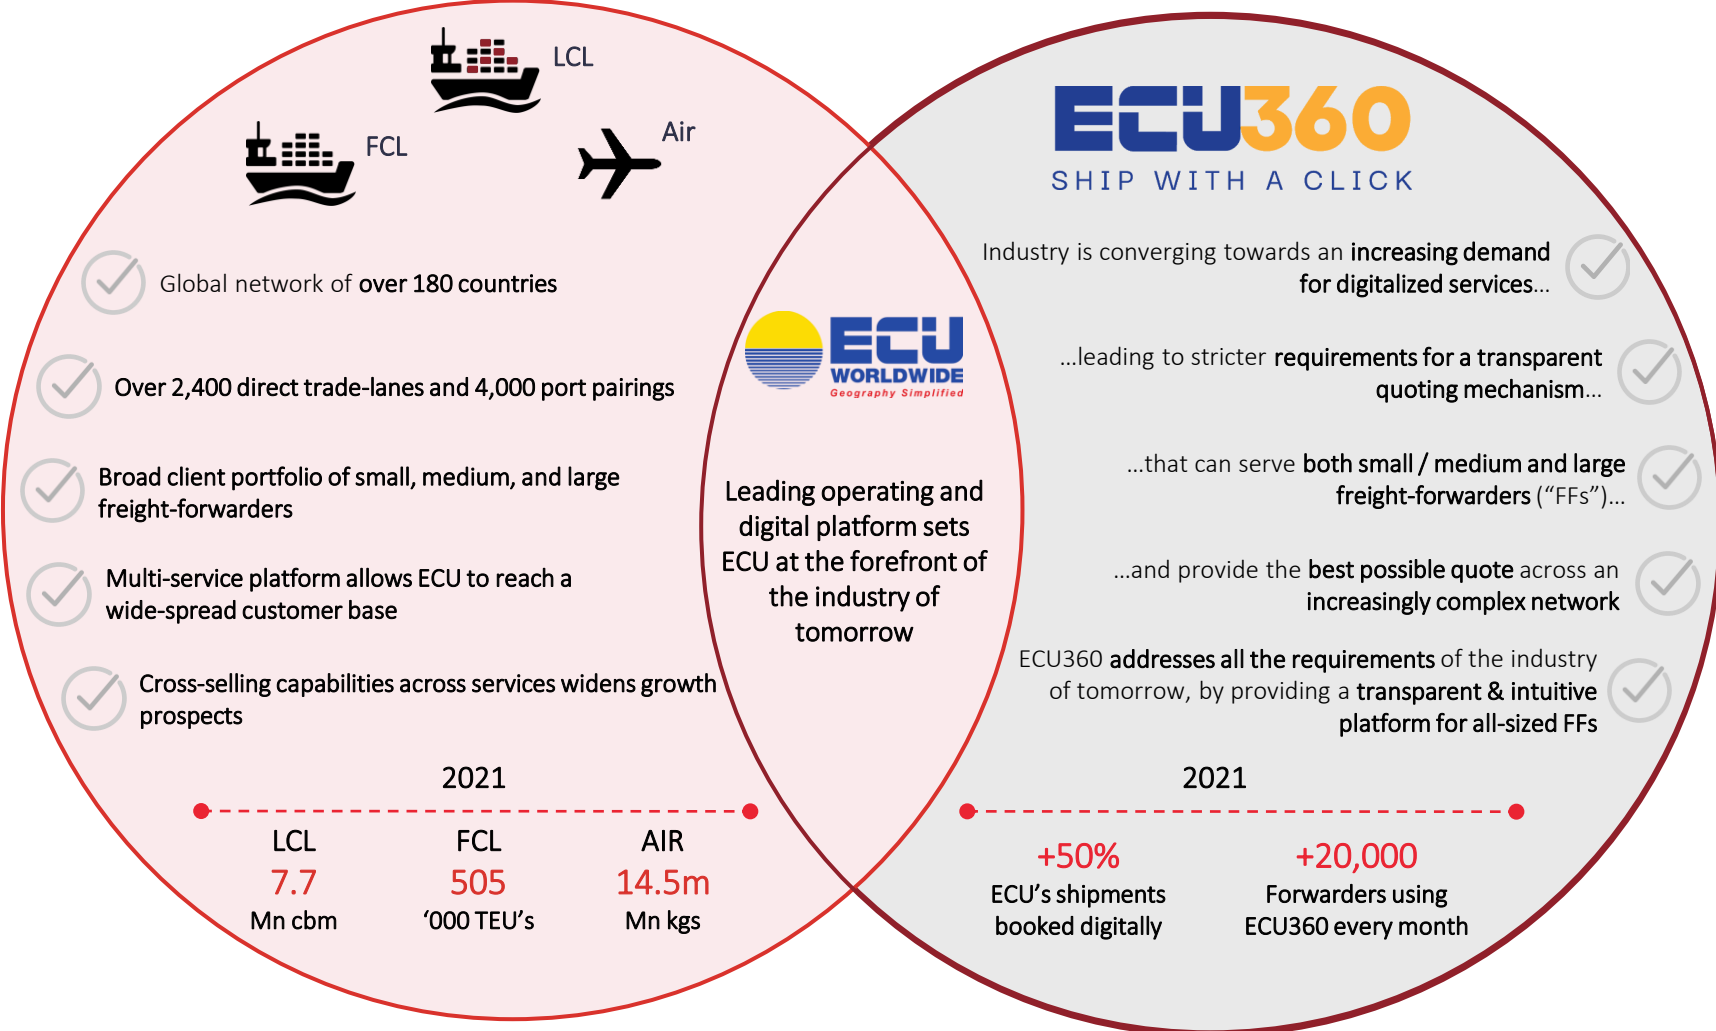 LCL
FCL
Air
Global network of over 180 countries
Over 2,400 direct trade-lanes and 4,000 port pairings
Broad client portfolio of small, medium, and large
freight-forwarders
Multi-service platform allows ECU to reach a
wide-spread customer base
Cross-selling capabilities across services widens growth
prospects
2021
LCL
FCL
AIR
7.7
505
14.5m
Mn cbm
‘000 TEU’s
Mn kgs
ECU
WORLDWIDE
Geography Simplified
Leading operating and
digital platform sets
ECU at the forefront of
the industry of
tomorrow
ECU360
SHIP WITH A CLICK
Industry is converging towards an increasing demand
for digitalized services...
...leading to stricter requirements for a transparent
quoting mechanism...
...that can serve both small / medium and large
freight-forwarders (“FFs”)...
...and provide the best possible quote across an
increasingly complex network
ECU360 addresses all the requirements of the industry
of tomorrow, by providing a transparent & intuitive
platform for all-sized FFs
2021
+50%
ECU’s shipments
booked digitally
+20,000
Forwarders using
ECU360 every month